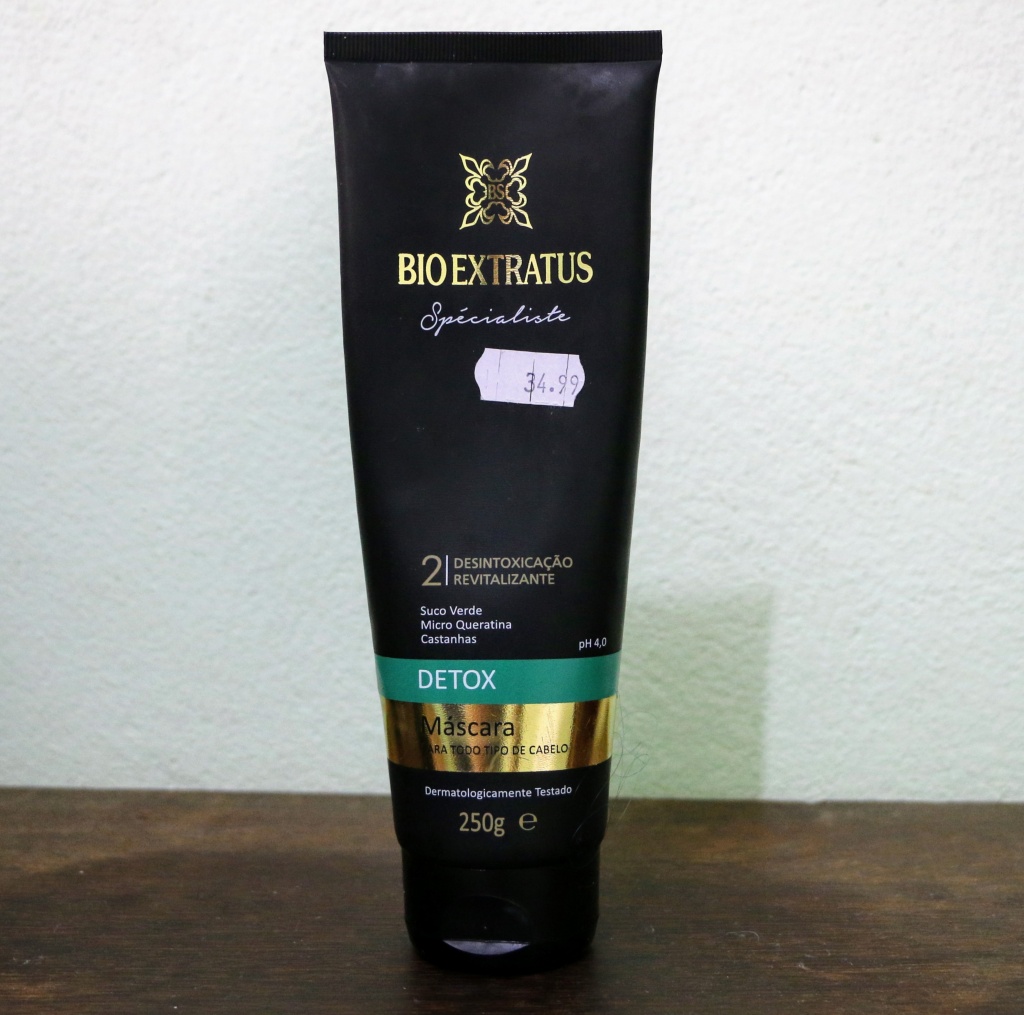 BS
BIO EXTRATUS
Spécialiste
34.99
2 DESINTOXICAÇÃO
REVITALIZANTE
Suco Verde
Micro Queratina
Castanhas
pH 4,0
DETOX
Máscara
PARA TODO TIPO DE CABELO
Dermatologicamente Testado
250g ℮